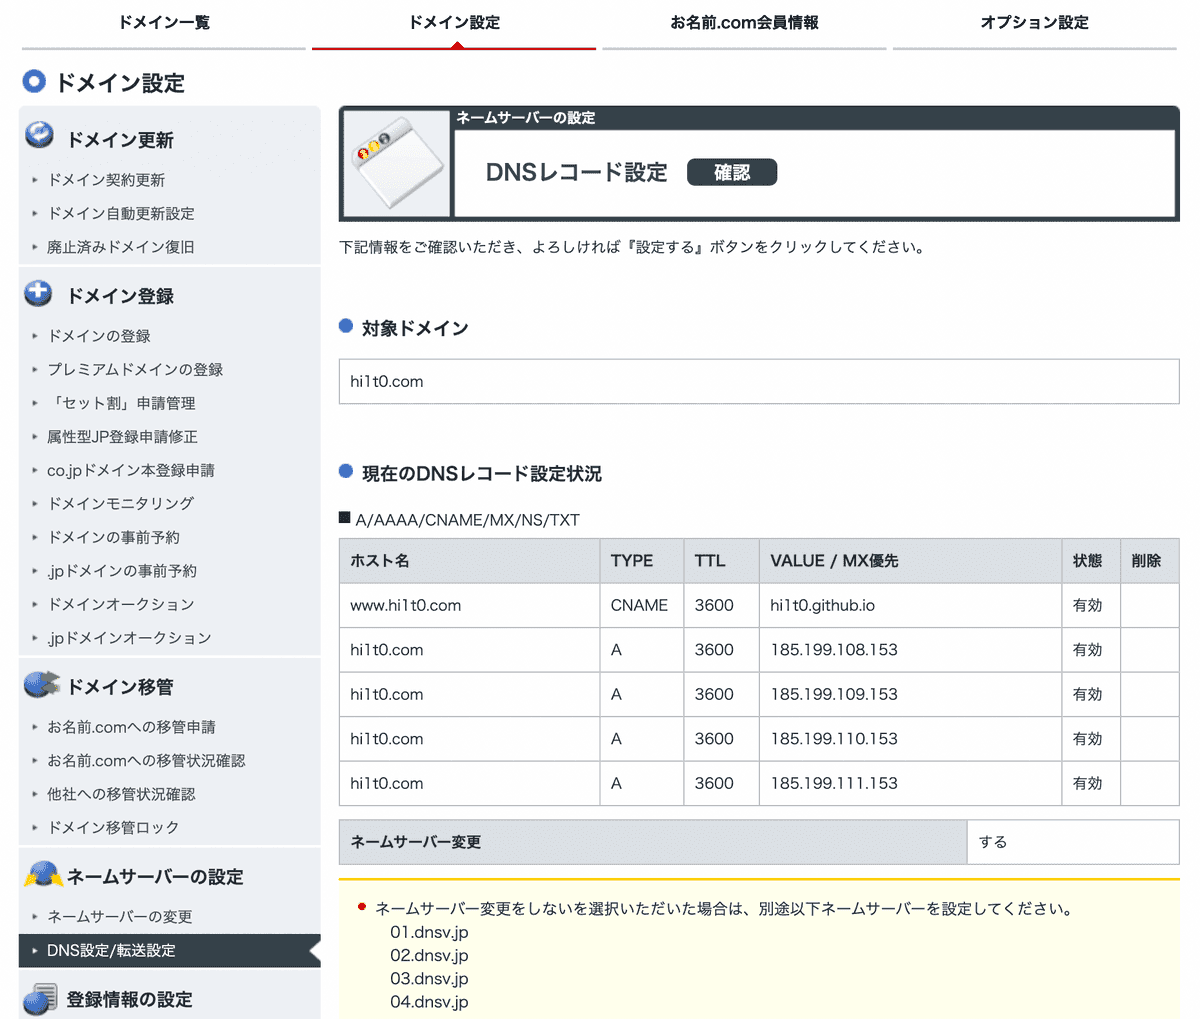 ドメイン一覧
ドメイン設定
お名前.com会員情報
オプション設定
ドメイン設定
ドメイン更新
ドメイン契約更新
ドメイン自動更新設定
廃止済みドメイン復旧
ドメイン登録
ドメインの登録
プレミアムドメインの登録
「セット割」申請管理
属性型JP登録申請修正
co.jpドメイン本登録申請
ドメインモニタリング
ドメインの事前予約
.jpドメインの事前予約
ドメインオークション
.jpドメインオークション
ドメイン移管
お名前.comへの移管申請
お名前.comへの移管状況確認
他社への移管状況確認
ドメイン移管ロック
ネームサーバーの設定
ネームサーバーの変更
DNS設定/転送設定
登録情報の設定
ネームサーバーの設定
DNSレコード設定 確認
下記情報をご確認いただき、よろしければ『設定する』ボタンをクリックしてください。
対象ドメイン
hi1t0.com
現在のDNSレコード設定状況
■ A/AAAA/CNAME/MX/NS/TXT
ホスト名 TYPE TTL VALUE / MX優先 状態 削除
www.hi1t0.com CNAME 3600 hi1t0.github.io 有効
hi1t0.com A 3600 185.199.108.153 有効
hi1t0.com A 3600 185.199.109.153 有効
hi1t0.com A 3600 185.199.110.153 有効
hi1t0.com A 3600 185.199.111.153 有効
ネームサーバー変更 する
ネームサーバー変更をしないを選択いただいた場合は、別途以下ネームサーバーを設定してください。
01.dnsv.jp
02.dnsv.jp
03.dnsv.jp
04.dnsv.jp